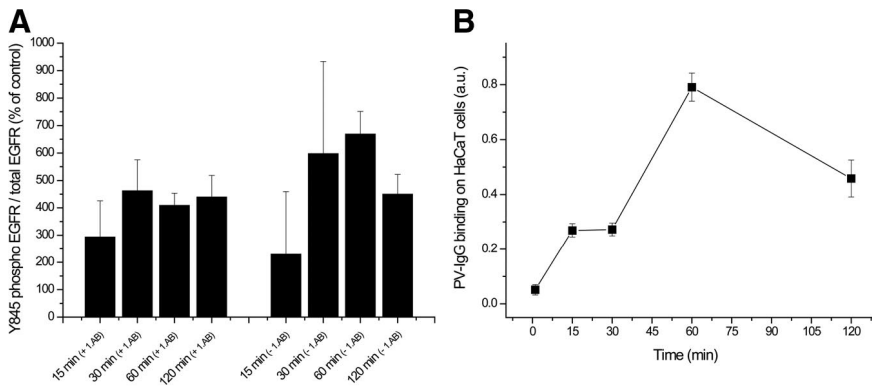 A
Y845 phospho EGFR / total EGFR (% of control)
1000
900
800
700
600
500
400
300
200
100
0
15 min (+ 1.AB)
30 min (+ 1.AB)
60 min (+ 1.AB)
120 min (+ 1.AB)
15 min (- 1.AB)
30 min (- 1.AB)
60 min (- 1.AB)
120 min (- 1.AB)
B
PV-IgG binding on HaCaT cells (a.u.)
0.8
0.6
0.4
0.2
0.0
0 15 30 45 60 75 90 105 120
Time (min)